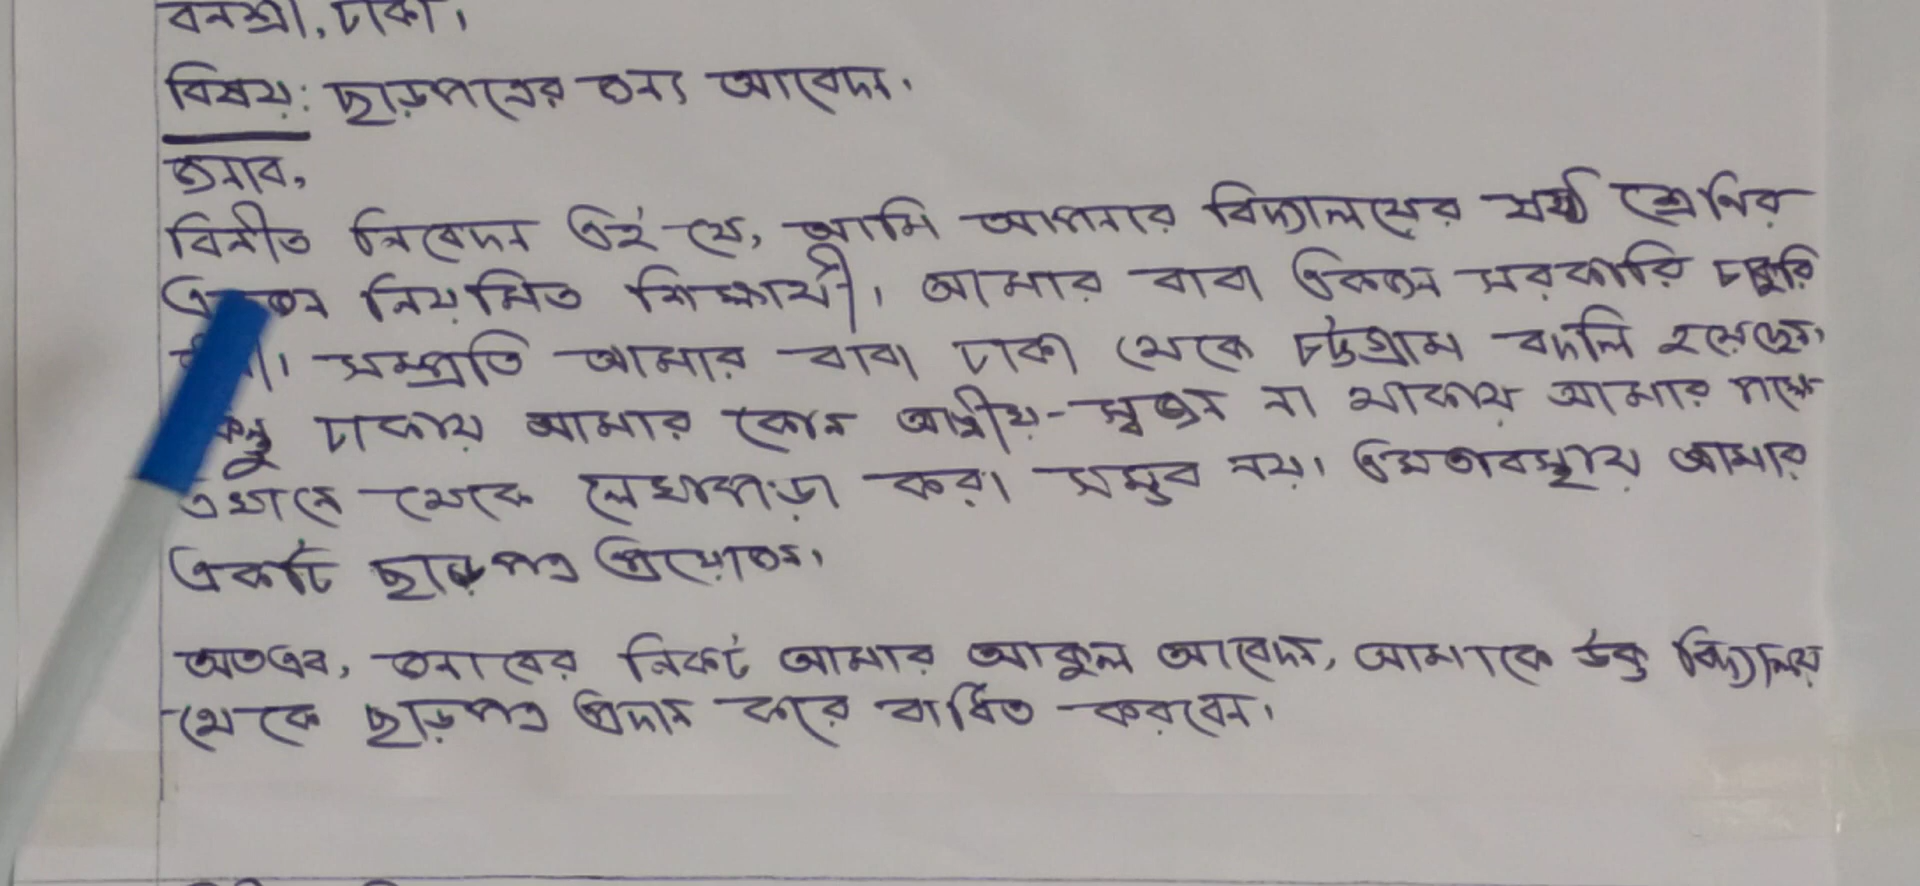 বনশ্রী, ঢাকা।
বিষয়: ছাড়পত্রের জন্য আবেদন।
জনাব,
বিনীত নিবেদন এই যে, আমি আপনার বিদ্যালয়ের ষষ্ঠ শ্রেণির
নিয়মিত শিক্ষার্থী। আমার বাবা একজন সরকারি চাকুরি
সম্প্রতি আমার বাবা ঢাকা থেকে চট্টগ্রাম বদলি হয়েছেন।
ঢাকায় আমার কোন আত্মীয়-স্বজন না থাকায় আমার পক্ষে
এখানে থেকে লেখাপড়া করা সম্ভব নয়। এমতাবস্থায় আমার
একটি ছাড়পত্র প্রয়োজন।
অতএব, জনাবের নিকট আমার আকুল আবেদন, আমাকে উক্ত বিদ্যালয়
থেকে ছাড়পত্র প্রদান করে বাধিত করবেন।